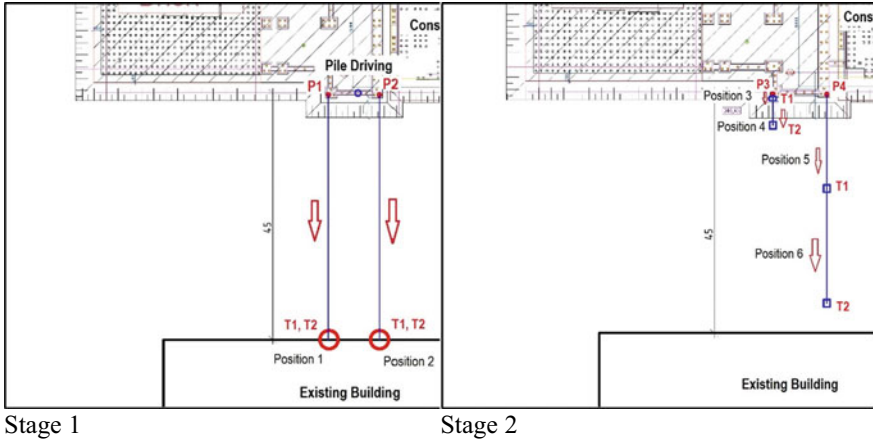 Cons
Pile Driving
P1
P2
45
T1, T2
T1, T2
Position 1
Position 2
Existing Building
Stage 1
Cons
P3
P4
Position 3
T1
Position 4
T2
Position 5
T1
45
Position 6
T2
Existing Building
Stage 2